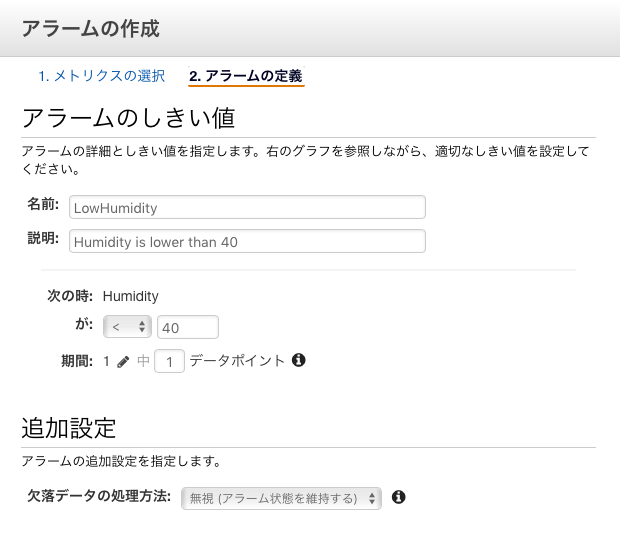 アラームの作成
1. メトリクスの選択 2. アラームの定義
アラームのしきい値
アラームの詳細としきい値を指定します。右のグラフを参照しながら、適切なしきい値を設定して
ください。
名前: LowHumidity
説明: Humidity is lower than 40
次の時: Humidity
が: < 40
期間: 1 中 1 データポイント
追加設定
アラームの追加設定を指定します。
欠落データの処理方法: 無視 (アラーム状態を維持する)